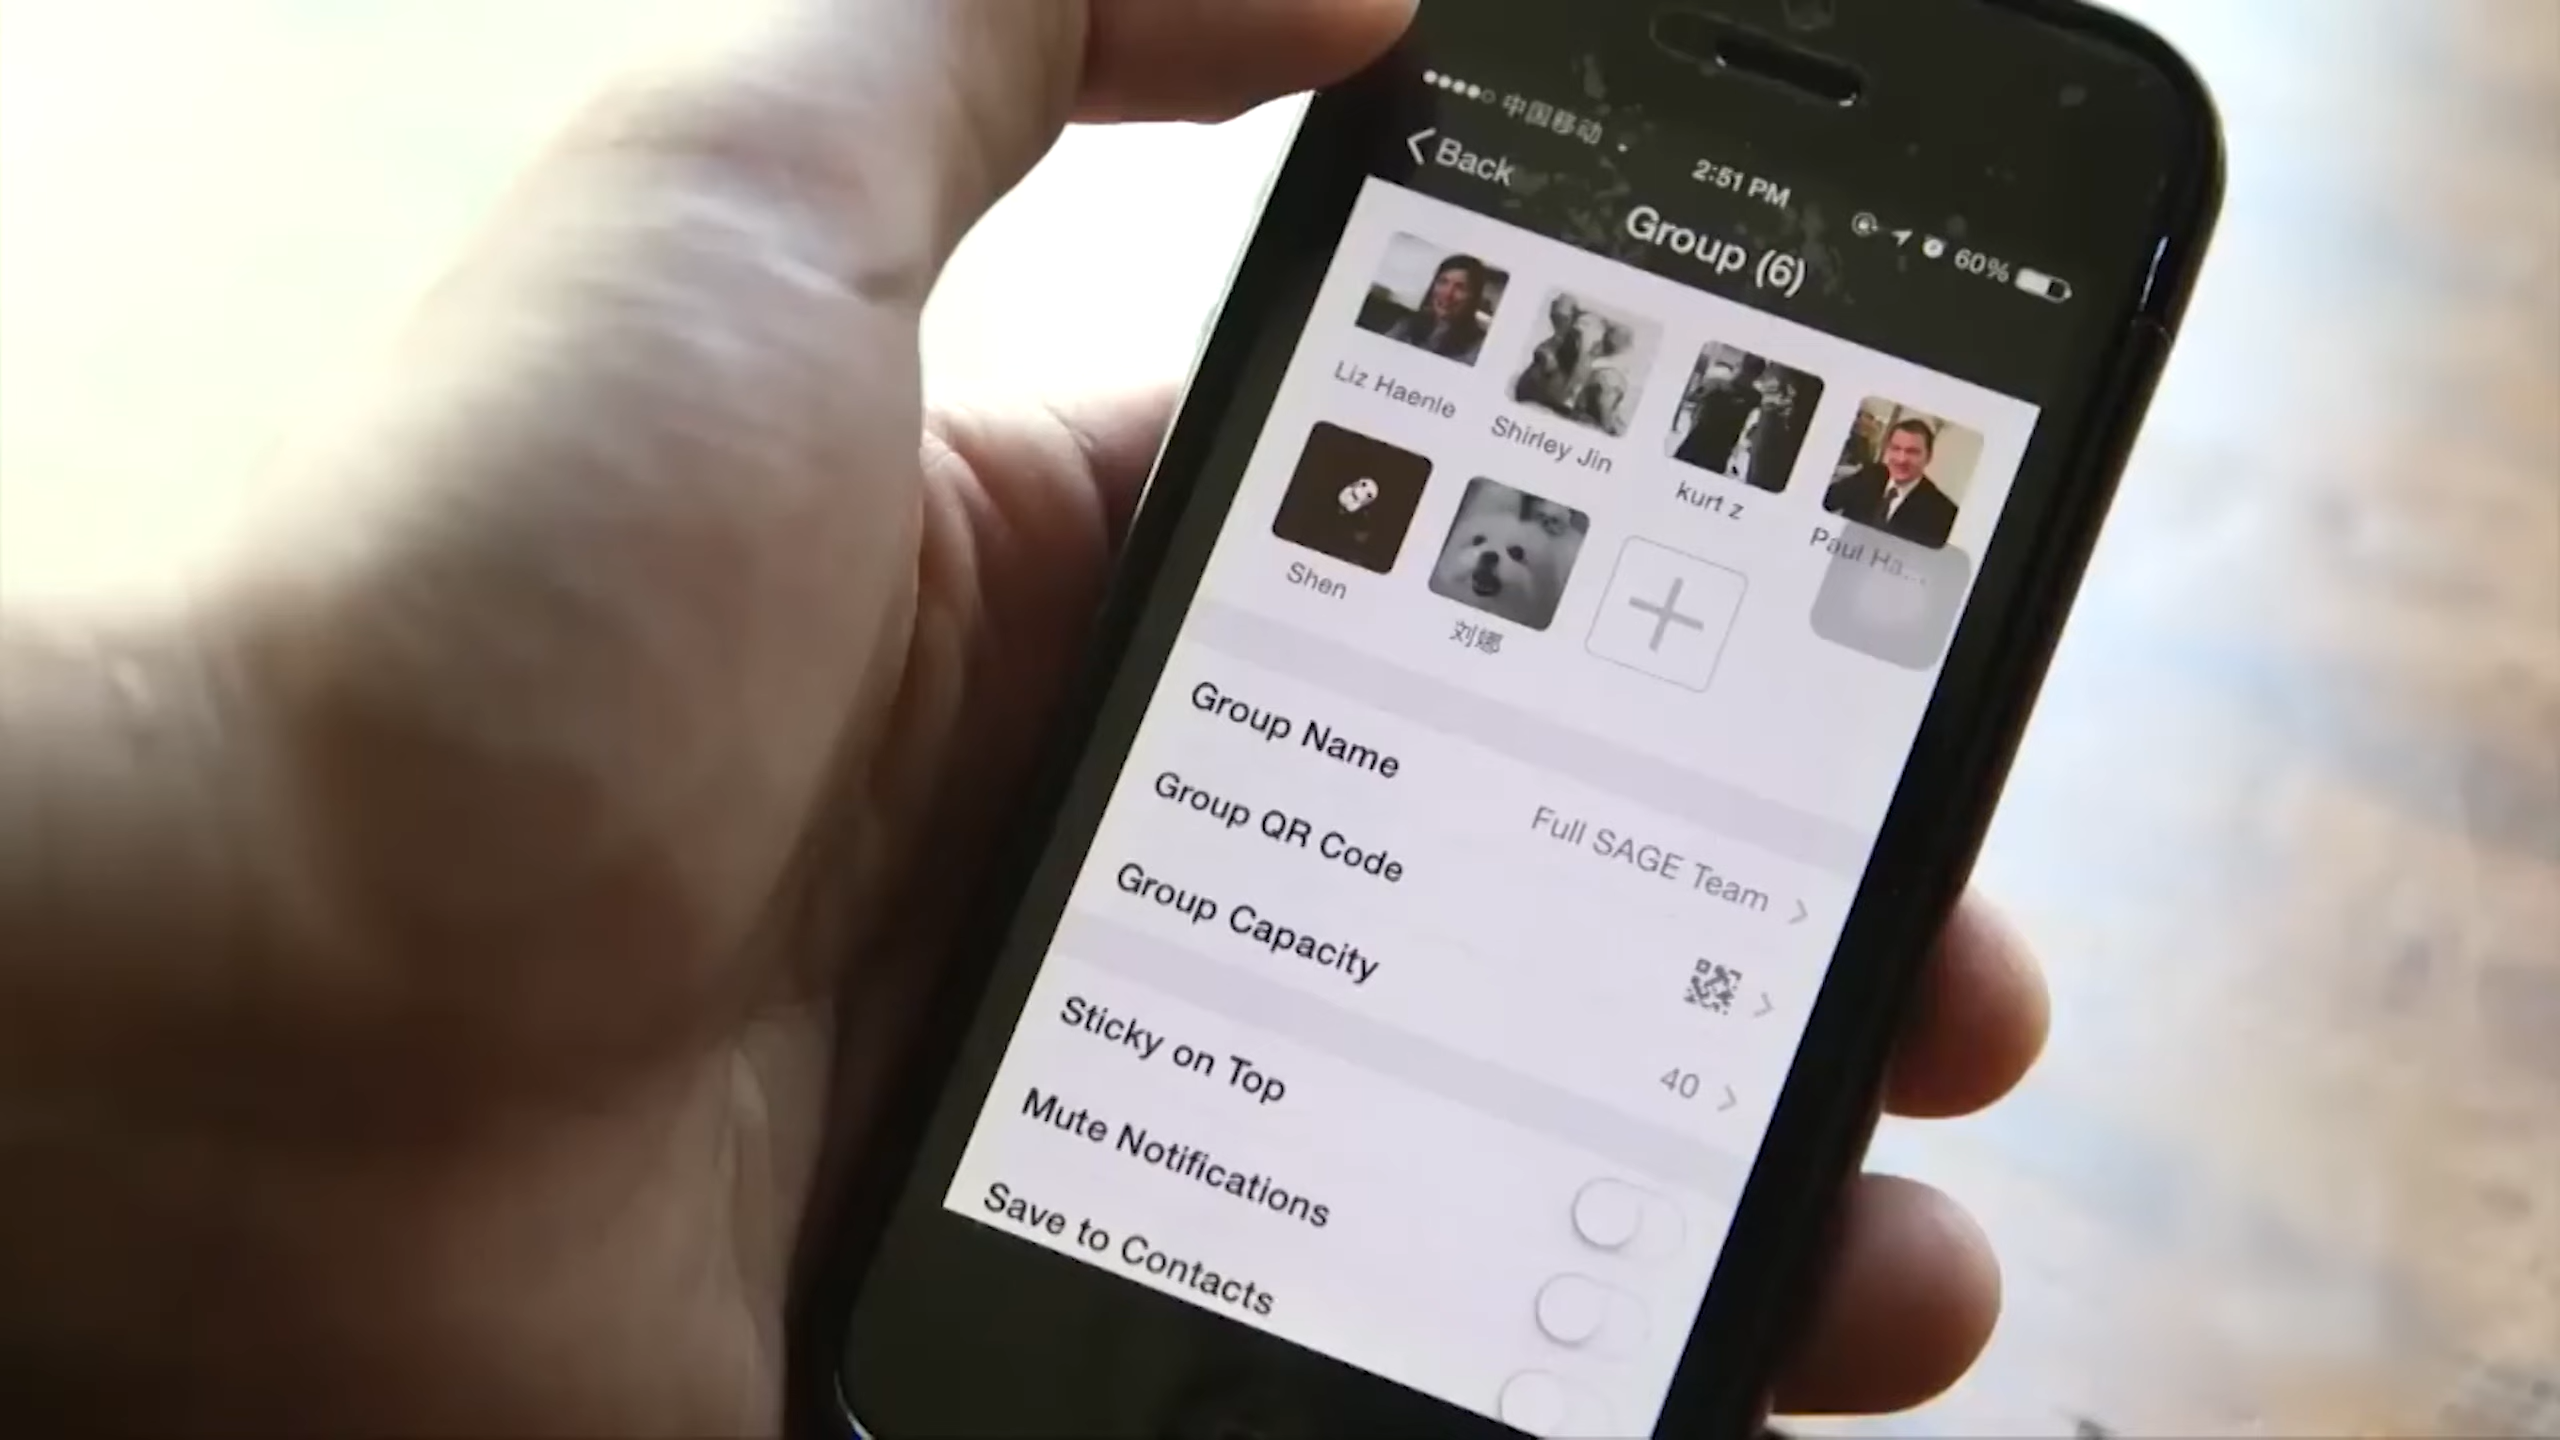 中国移动
2:51 PM
60%
Back
Group (6)
Liz Haenle
Shirley Jin
kurt z
Paul Ha...
Shen
刘娜
Group Name
Full SAGE Team
Group QR Code
Group Capacity
40
Sticky on Top
Mute Notifications
Save to Contacts